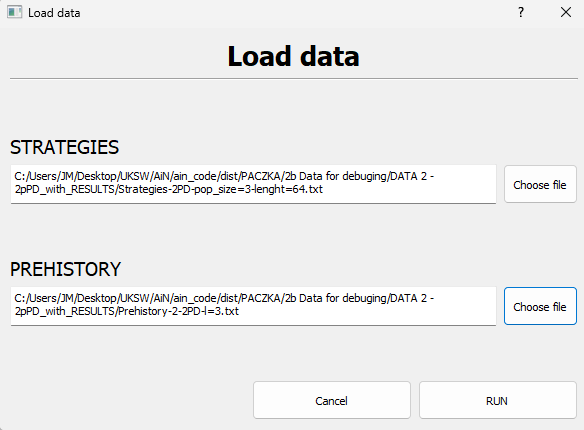 Load data
?
Load data
STRATEGIES
C:/Users/JM/Desktop/UKSW/AiN/ain_code/dist/PACZKA/2b Data for debuging/DATA 2 -
2pPD_with_RESULTS/Strategies-2PD-pop_size=3-lenght=64.txt
Choose file
PREHISTORY
C:/Users/JM/Desktop/UKSW/AiN/ain_code/dist/PACZKA/2b Data for debuging/DATA 2 -
2pPD_with_RESULTS/Prehistory-2-2PD-l=3.txt
Choose file
Cancel
RUN